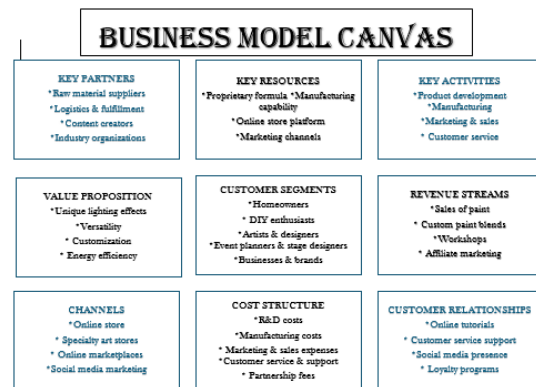 BUSINESS MODEL CANVAS
KEY PARTNERS
*Raw material suppliers
*Logistics & fulfillment
* Content creators
*Industry organizations
KEY RESOURCES
*Proprietary formula *Manufacturing
capability
*Online store platform
* Marketing channels
KEY ACTIVITIES
*Product development
*Manufacturing
*Marketing & sales
* Customer service
VALUE PROPOSITION
*Unique lighting effects
*Versatility
* Customization
* Energy efficiency
CUSTOMER SEGMENTS
*Homeowners
* DIY enthusiasts
*Artists & designers
*Event planners & stage designers
*Businesses & brands
REVENUE STREAMS
*Sales of paint
* Custom paint blends
*Workshops
* Affiliate marketing
CHANNELS
*Online store
* Specialty art stores
* Online marketplaces
*Social media marketing
COST STRUCTURE
*R&D costs
*Manufacturing costs
* Marketing & sales expenses
*Customer service & support
* Partnership fees
CUSTOMER RELATIONSHIPS
*Online tutorials
* Customer service support
*Social media presence
* Loyalty programs